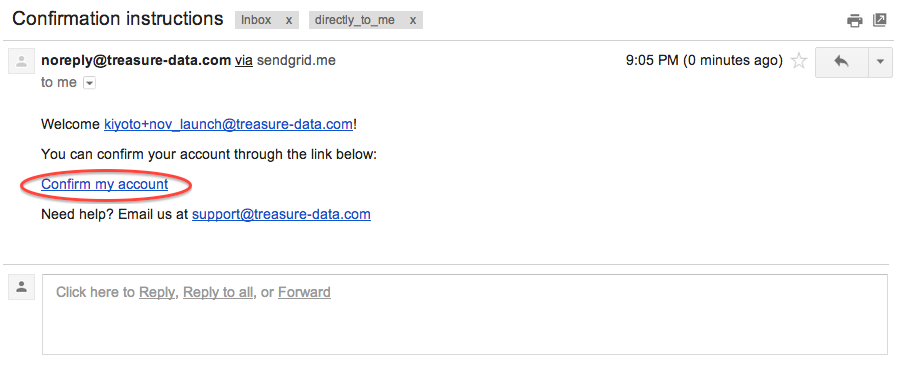 Confirmation instructions Inbox x directly_to_me x
noreply@treasure-data.com via sendgrid.me 9:05 PM (0 minutes ago)
to me
Welcome kiyoto+nov_launch@treasure-data.com!
You can confirm your account through the link below:
Confirm my account
Need help? Email us at support@treasure-data.com
Click here to Reply, Reply to all, or Forward